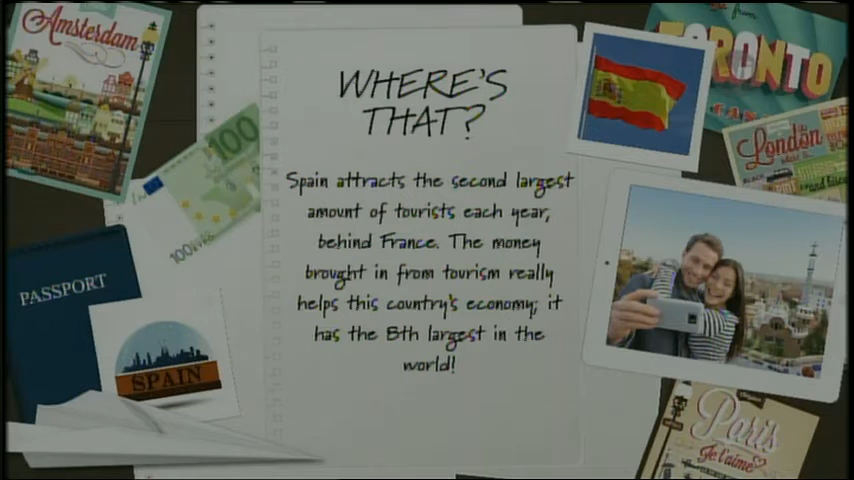 Amsterdam
100
100 EURO
PASSPORT
SPAIN
WHERE'S
THAT?
Spain attracts the second largest
amount of tourists each year,
behind France. The money
brought in from tourism really
helps this country's economy; it
has the 8th largest in the
world!
TORONTO
London
Paris
Je t'aime